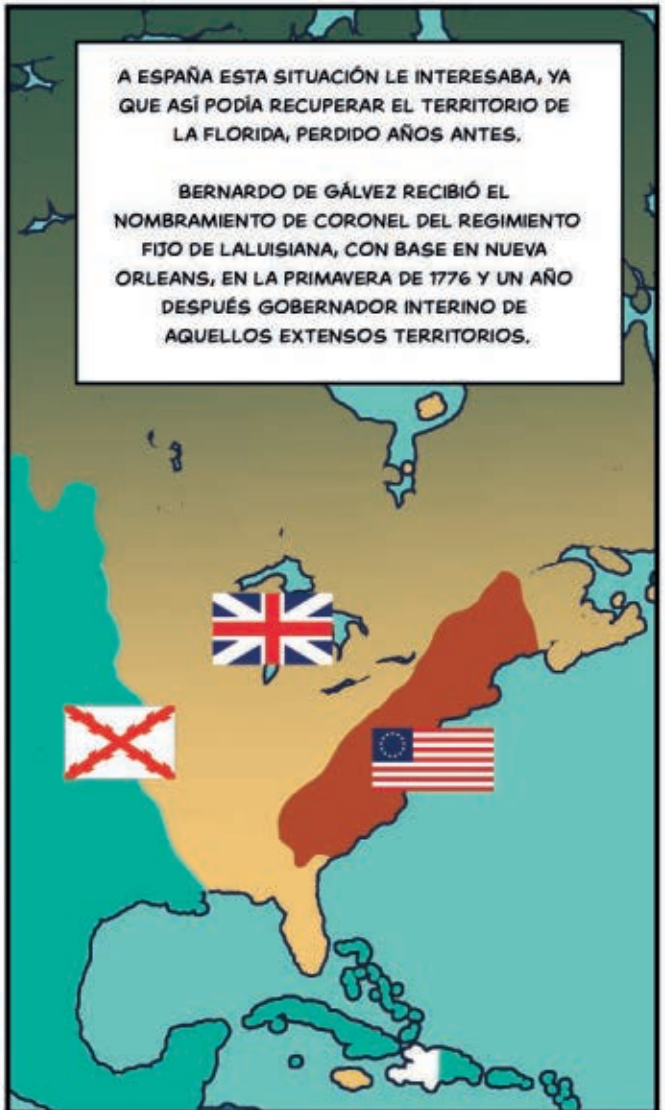 A ESPAÑA ESTA SITUACIÓN LE INTERESABA, YA
QUE ASÍ PODÍA RECUPERAR EL TERRITORIO DE
LA FLORIDA, PERDIDO AÑOS ANTES.
BERNARDO DE GÁLVEZ RECIBIÓ EL
NOMBRAMIENTO DE CORONEL DEL REGIMIENTO
FIJO DE LALUISIANA, CON BASE EN NUEVA
ORLEANS, EN LA PRIMAVERA DE 1776 Y UN AÑO
DESPUÉS GOBERNADOR INTERINO DE
AQUELLOS EXTENSOS TERRITORIOS.